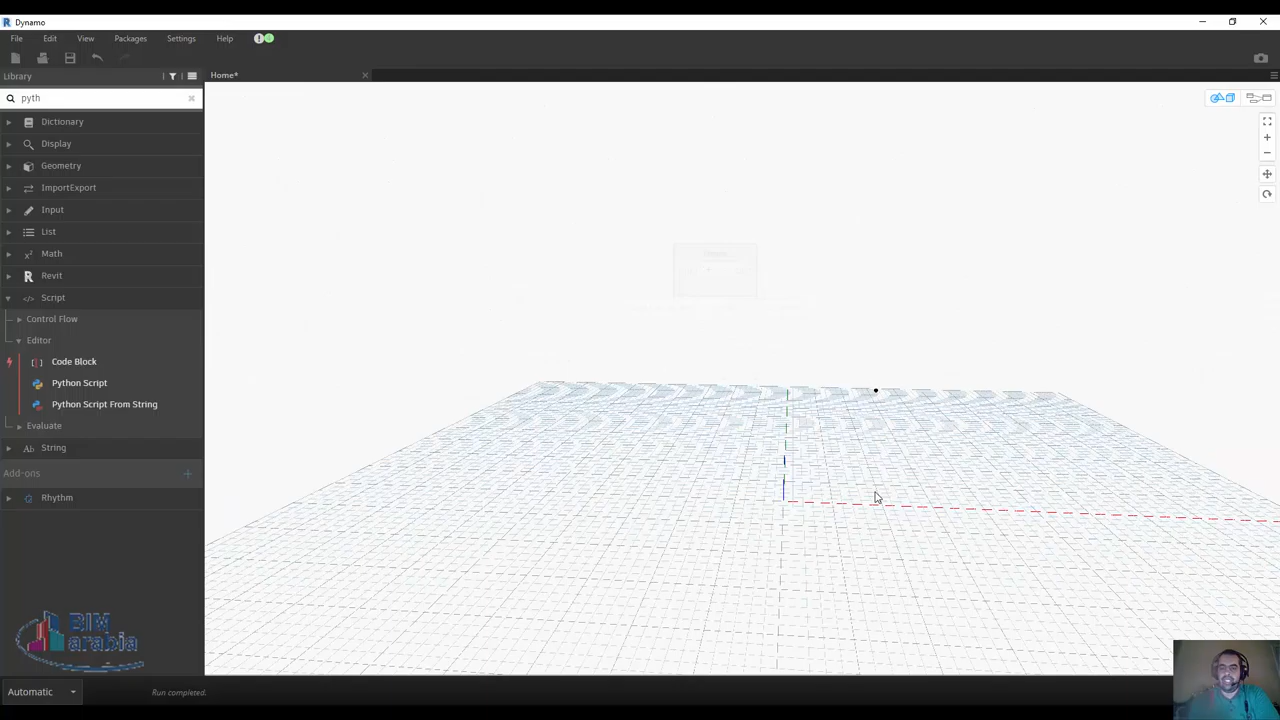 Dynamo
File Edit View Packages Settings Help
Library
Home*
pyth
Dictionary
Display
Geometry
ImportExport
Input
List
Math
Revit
Script
Control Flow
Editor
Code Block
Python Script
Python Script From String
Evaluate
String
Add-ons
Rhythm
BIM
arabia
Automatic
Run completed.